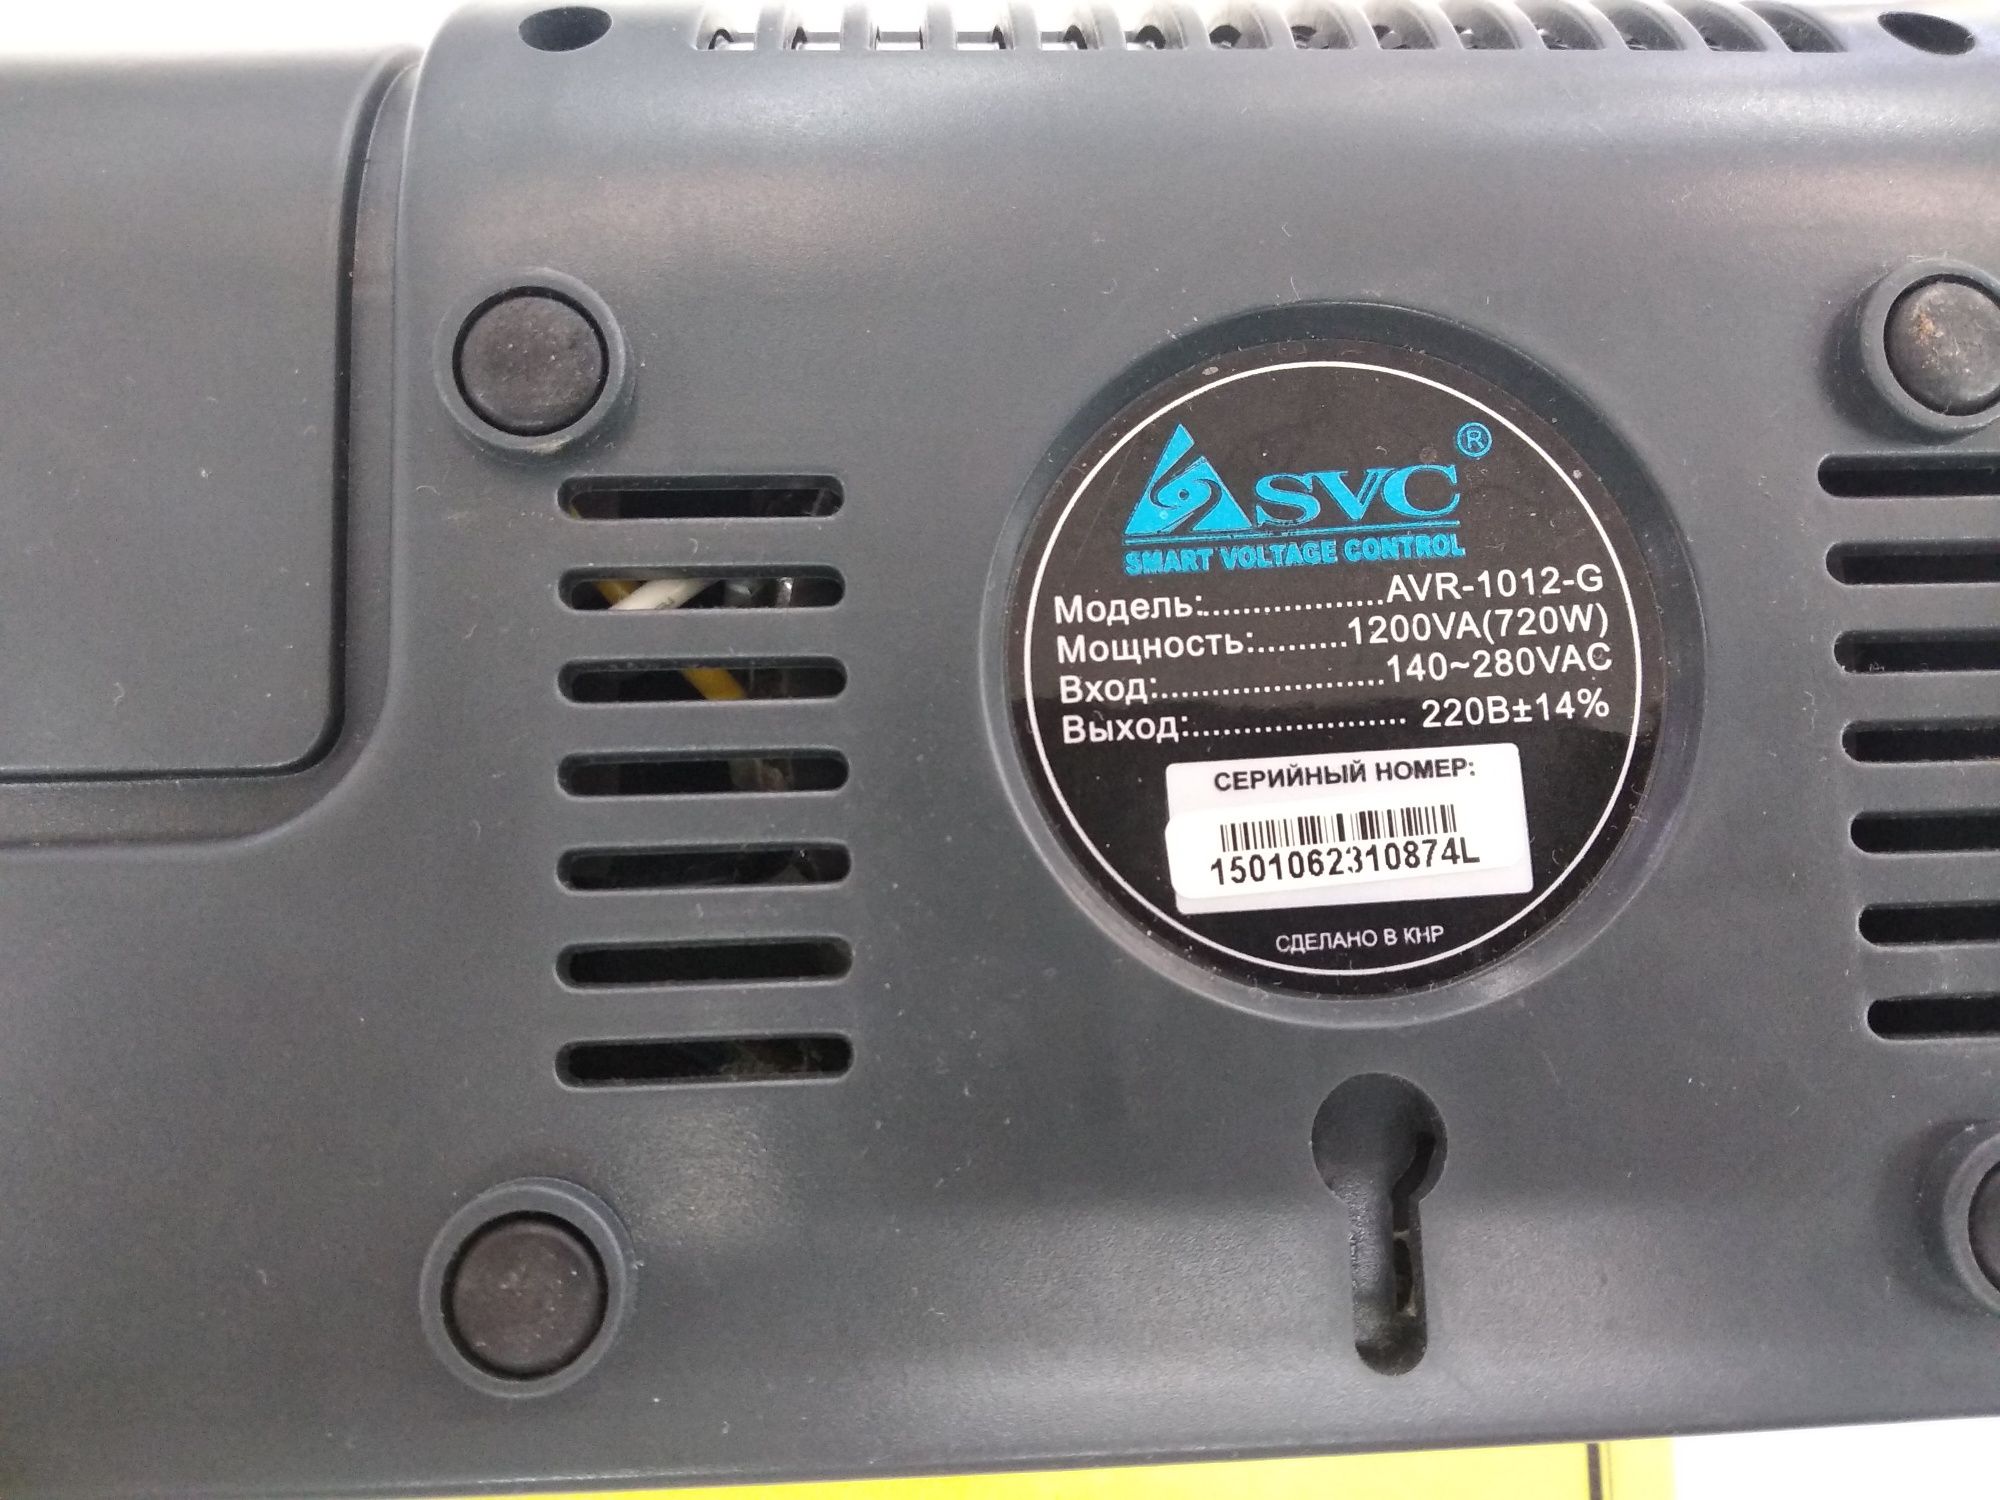 SVC®
SMART VOLTAGE CONTROL
Модель:...................AVR-1012-G
Мощность:.........1200VA(720W)
Вход:.......................140~280VAC
Выход:...................... 220В±14%
СЕРИЙНЫЙ НОМЕР:
1501062310874L
СДЕЛАНО В КНР